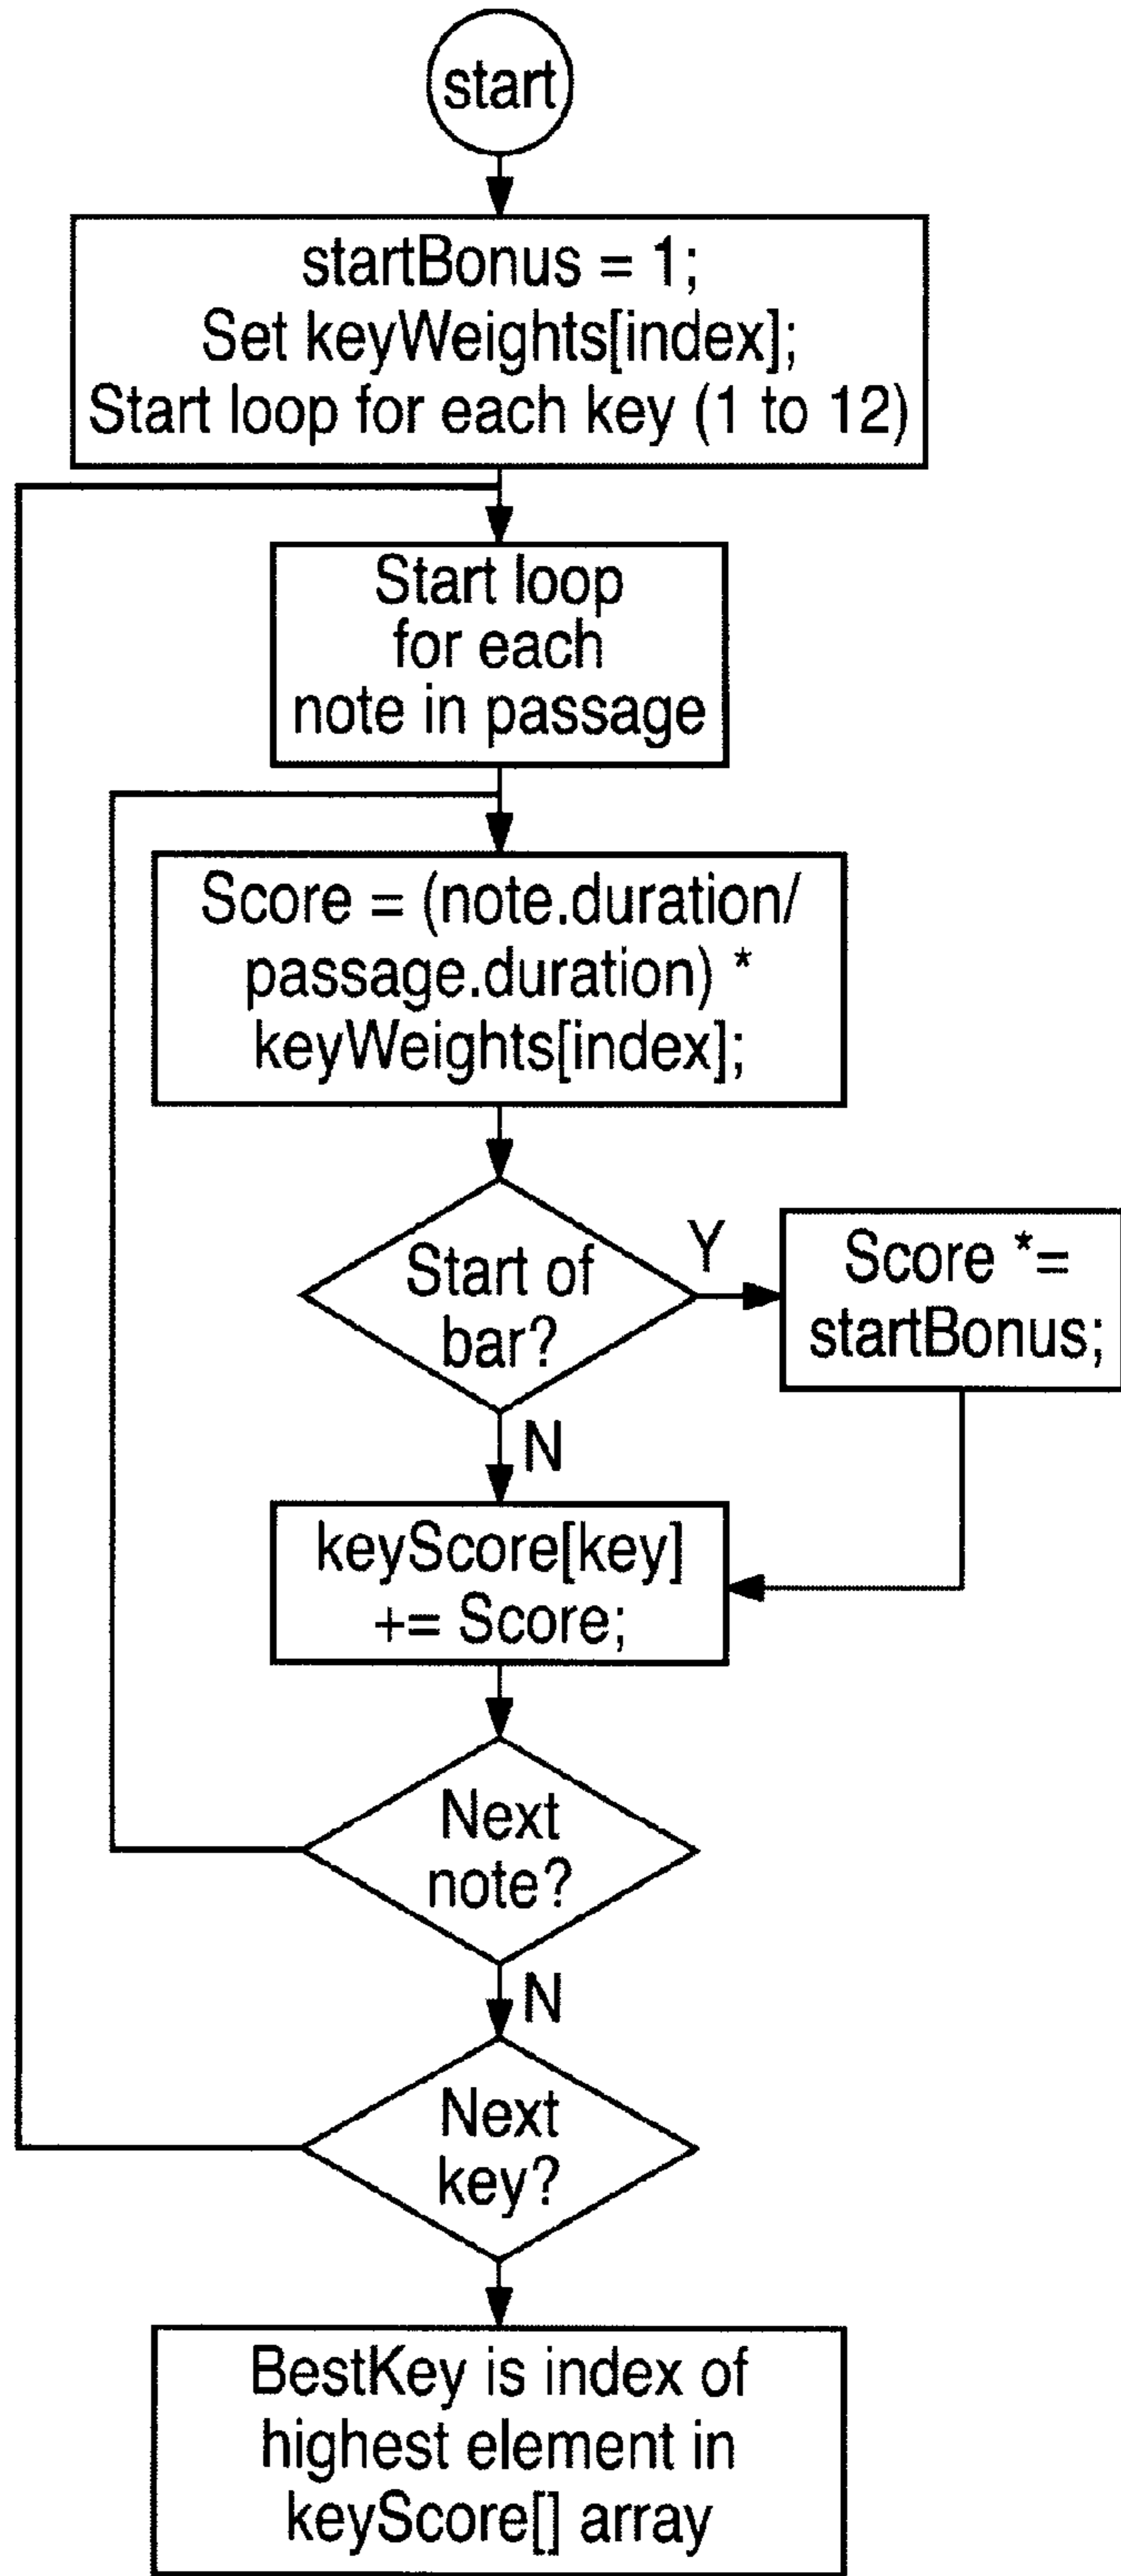 start
startBonus = 1;
Set keyWeights[index];
Start loop for each key (1 to 12)
Start loop
for each
note in passage
Score = (note.duration/
passage.duration) *
keyWeights[index];
Start of
bar?
Y
Score *=
startBonus;
N
keyScore[key]
+= Score;
Next
note?
N
Next
key?
BestKey is index of
highest element in
keyScore[] array